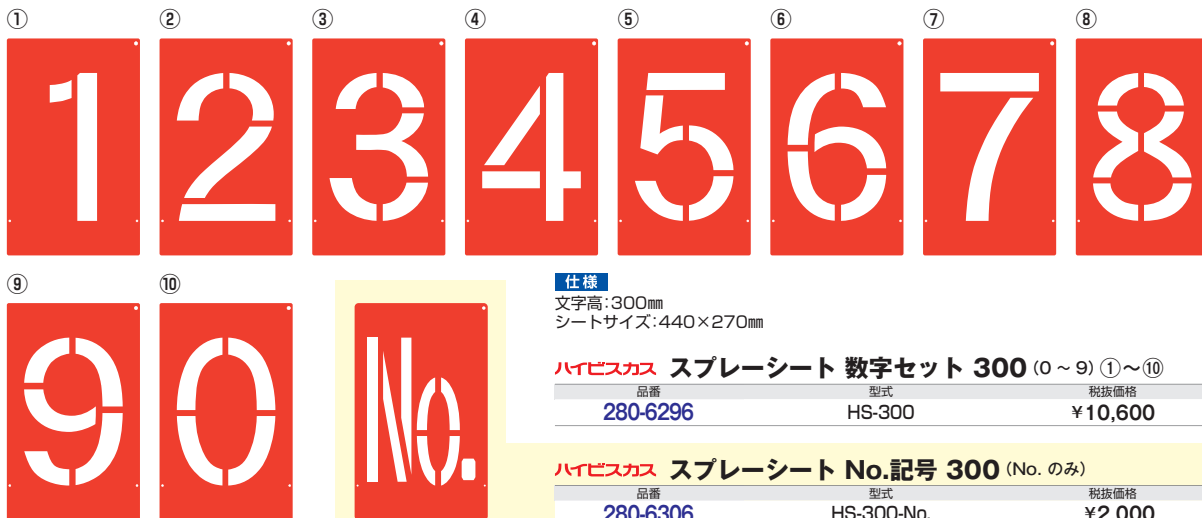 ① ② ③ ④ ⑤ ⑥ ⑦ ⑧
1 2 3 4 5 6 7 8
⑨ ⑩
9 0 No.
仕様
文字高:300㎜
シートサイズ:440×270㎜
ハイビスカス スプレーシート 数字セット 300 (0 ~ 9) ①~⑩
品番 型式 税抜価格
280-6296 HS-300 ¥10,600
ハイビスカス スプレーシート No.記号 300 (No. のみ)
品番 型式 税抜価格
280-6306 HS-300-No. ¥2,000